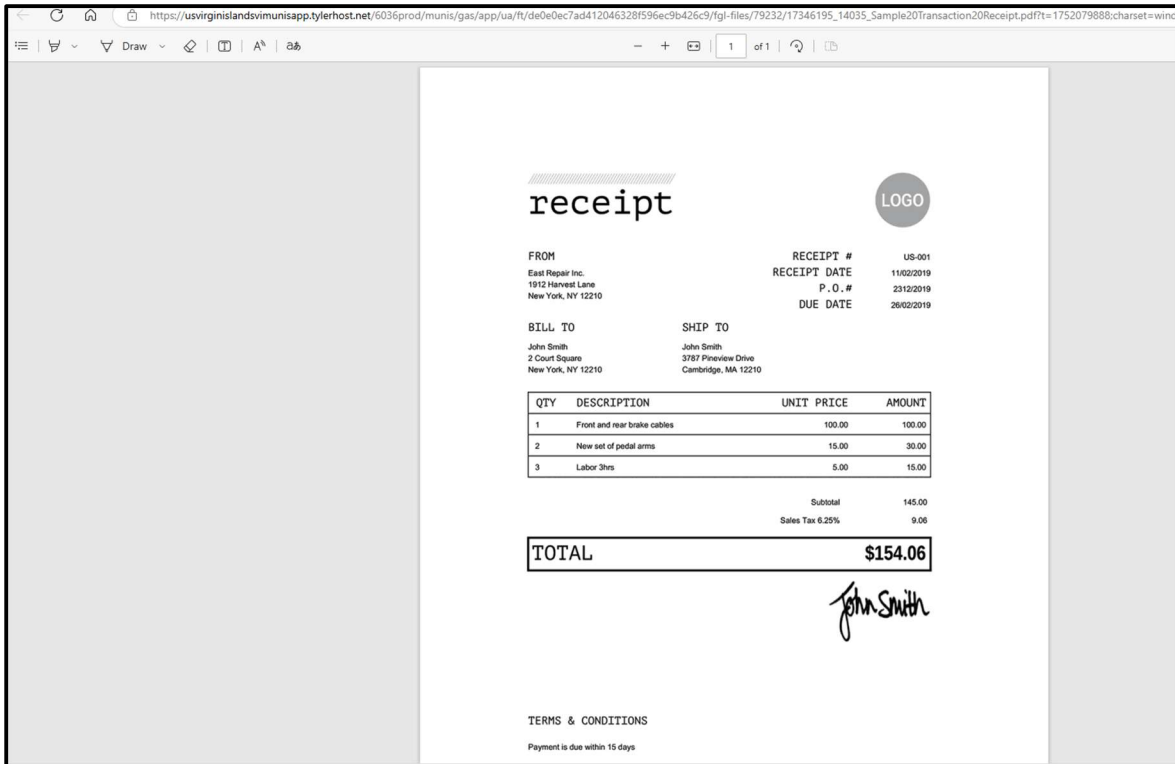 https://usvirginislandsvimunisapp.tylerhost.net/6036prod/munis/gas/app/ua/ft/de0e0ec7ad412046328f596ec9b426c9/fgl-files/79232/17346195_14035_Sample20Transaction20Receipt.pdf?t=1752079888;charset=winc
Draw
1 of 1
receipt
LOGO
FROM
East Repair Inc.
1912 Harvest Lane
New York, NY 12210
RECEIPT # US-001
RECEIPT DATE 11/02/2019
P.O.# 2312/2019
DUE DATE 26/02/2019
BILL TO
John Smith
2 Court Square
New York, NY 12210
SHIP TO
John Smith
3787 Pineview Drive
Cambridge, MA 12210
QTY DESCRIPTION UNIT PRICE AMOUNT
1 Front and rear brake cables 100.00 100.00
2 New set of pedal arms 15.00 30.00
3 Labor 3hrs 5.00 15.00
Subtotal 145.00
Sales Tax 6.25% 9.06
TOTAL $154.06
John Smith
TERMS & CONDITIONS
Payment is due within 15 days